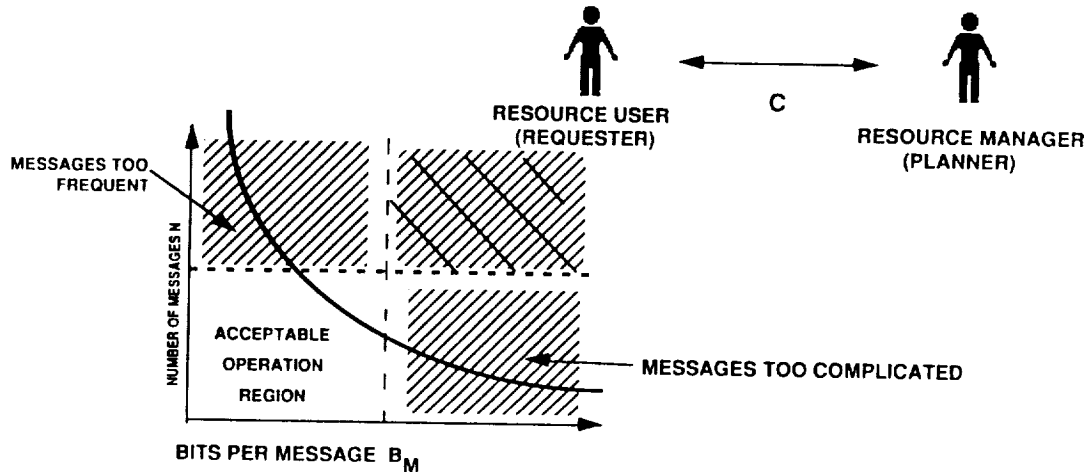 RESOURCE USER
(REQUESTER)
C
RESOURCE MANAGER
(PLANNER)
MESSAGES TOO
FREQUENT
NUMBER OF MESSAGES N
ACCEPTABLE
OPERATION
REGION
MESSAGES TOO COMPLICATED
BITS PER MESSAGE B_M